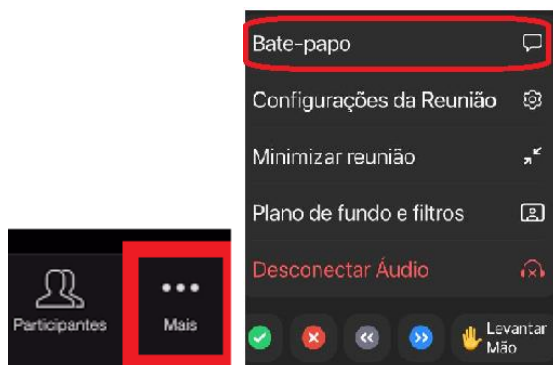 Bate-papo
Configurações da Reunião
Minimizar reunião
Plano de fundo e filtros
Desconectar Áudio
Levantar
Mão
Participantes
Mais